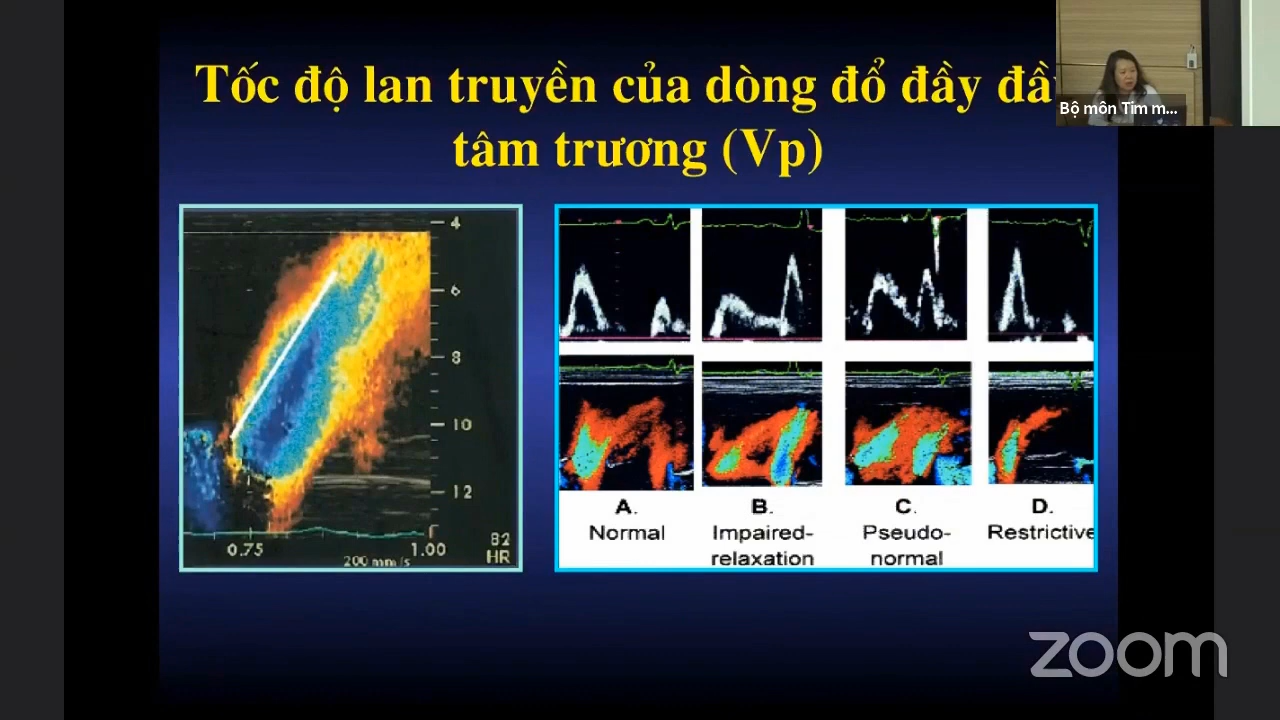 Tốc độ lan truyền của dòng đổ đầy đầu
tâm trương (Vp)
Bộ môn Tim m...
4
6
8
10
12
0.75
1.00
200 mm/s
82
HR
A.
Normal
B.
Impaired-
relaxation
C.
Pseudo-
normal
D.
Restrictive
zoom